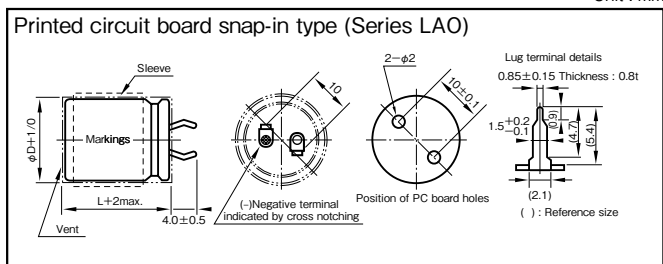 Printed circuit board snap-in type (Series LAO)
Sleeve
Markings
φD+1/0
L+2max.
4.0±0.5
Vent
10
(-)Negative terminal
indicated by cross notching
2-φ2
10±0.1
Position of PC board holes
Lug terminal details
0.85±0.15 Thickness : 0.8t
1.5+0.2
−0.1
(0.9)
(4.7)
(5.4)
(2.1)
( ) : Reference size